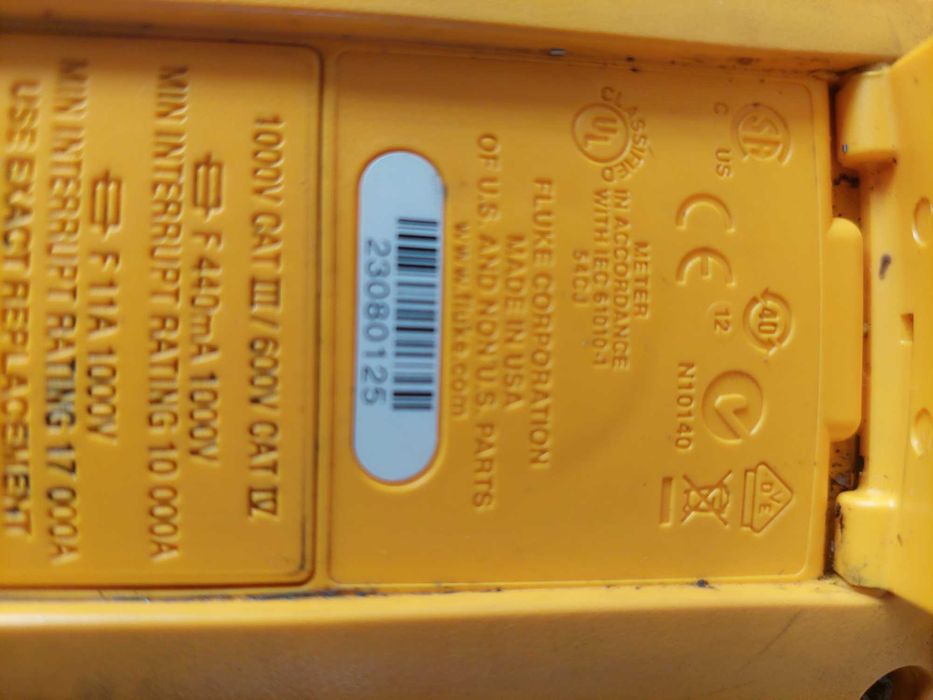 SA
C US
CE
12
40
N10140
VDE
METER
CLASSIFIED
UL
IN ACCORDANCE
WITH IEC 61010-1
54CJ
FLUKE CORPORATION
MADE IN USA
OF U.S. AND NON U.S. PARTS
www.fluke.com
23080125
1000V CAT III / 600V CAT IV
F 440mA 1000V
MIN INTERRUPT RATING 10 000A
F 11A 1000V
MIN INTERRUPT RATING 17 000A
USE EXACT REPLACEMENT